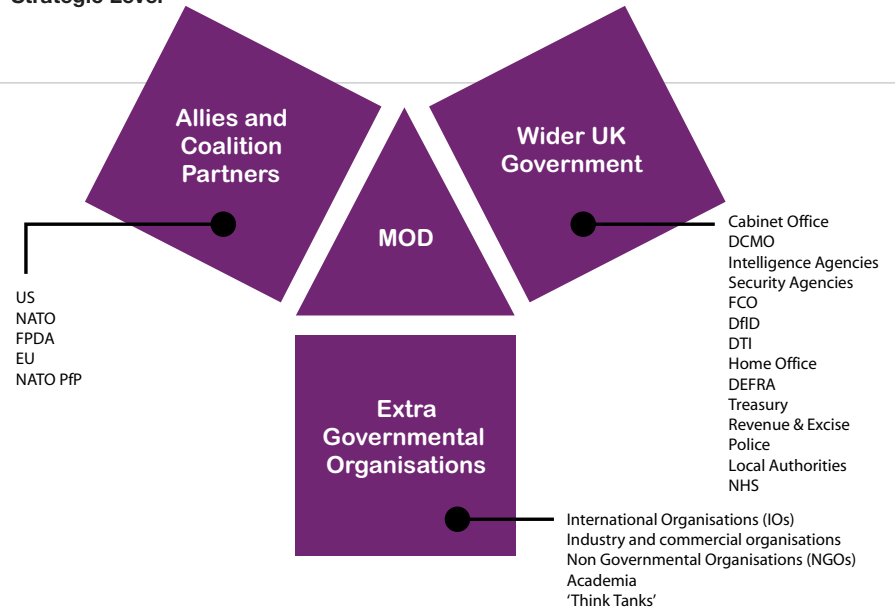 Strategic Level
Allies and
Coalition
Partners
Wider UK
Government
MOD
US
NATO
FPDA
EU
NATO PfP
Cabinet Office
DCMO
Intelligence Agencies
Security Agencies
FCO
DfID
DTI
Home Office
DEFRA
Treasury
Revenue & Excise
Police
Local Authorities
NHS
Extra
Governmental
Organisations
International Organisations (IOs)
Industry and commercial organisations
Non Governmental Organisations (NGOs)
Academia
'Think Tanks'